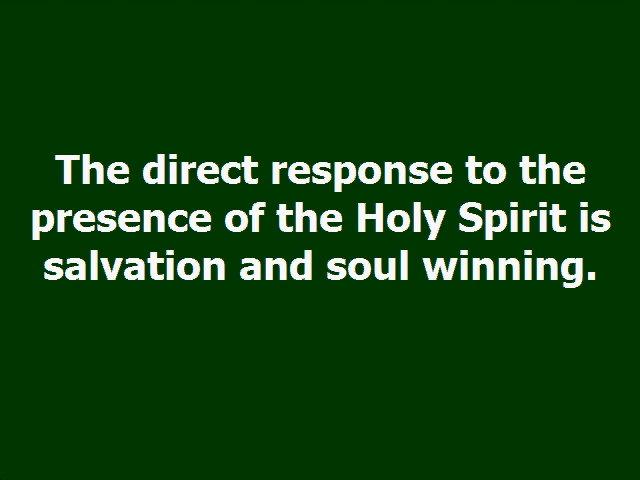 The direct response to the
presence of the Holy Spirit is
salvation and soul winning.